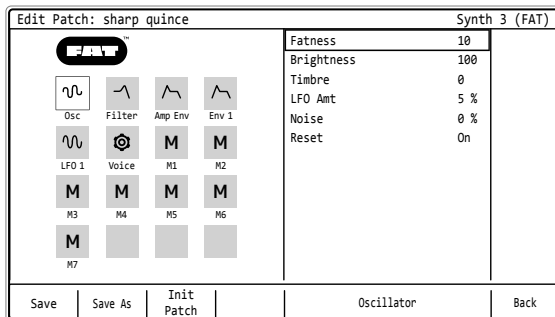 Edit Patch: sharp quince Synth 3 (FAT)
FAT™
Osc Filter Amp Env Env 1
M M
LFO 1 Voice M1 M2
M M M M
M3 M4 M5 M6
M
M7
Fatness 10
Brightness 100
Timbre 0
LFO Amt 5 %
Noise 0 %
Reset On
Save Save As Init Patch Oscillator Back